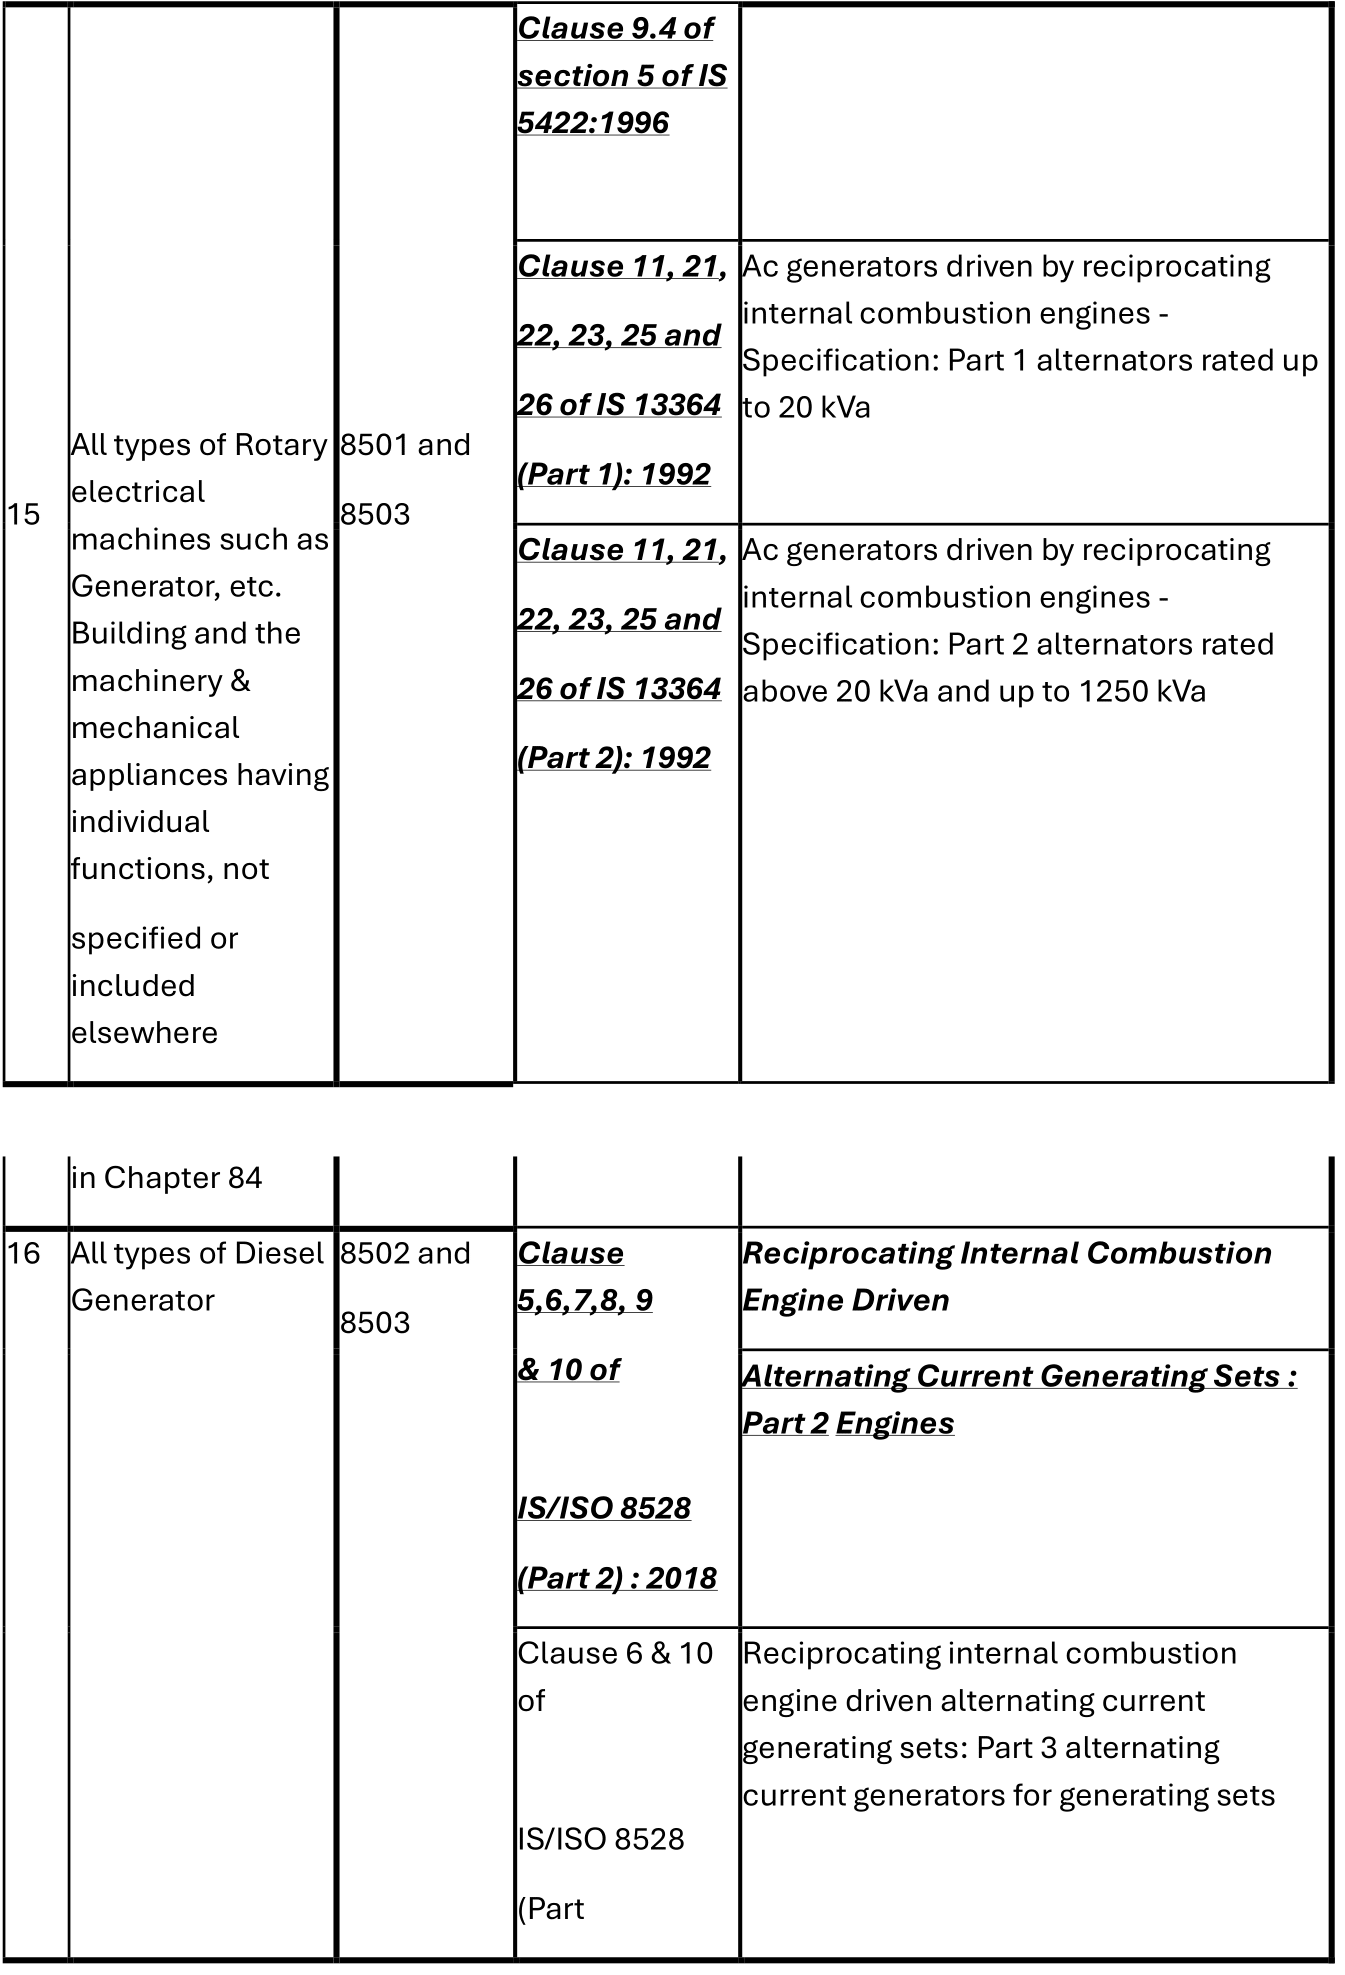 Clause 9.4 of
section 5 of IS
5422:1996
15
All types of Rotary
electrical
machines such as
Generator, etc.
Building and the
machinery &
mechanical
appliances having
individual
functions, not
specified or
included
elsewhere
8501 and
8503
Clause 11, 21,
22, 23, 25 and
26 of IS 13364
(Part 1): 1992
Ac generators driven by reciprocating
internal combustion engines -
Specification: Part 1 alternators rated up
to 20 kVa
Clause 11, 21,
22, 23, 25 and
26 of IS 13364
(Part 2): 1992
Ac generators driven by reciprocating
internal combustion engines -
Specification: Part 2 alternators rated
above 20 kVa and up to 1250 kVa
in Chapter 84
16
All types of Diesel
Generator
8502 and
8503
Clause
5,6,7,8, 9
& 10 of
IS/ISO 8528
(Part 2) : 2018
Reciprocating Internal Combustion
Engine Driven
Alternating Current Generating Sets :
Part 2 Engines
Clause 6 & 10
of
IS/ISO 8528
(Part
Reciprocating internal combustion
engine driven alternating current
generating sets: Part 3 alternating
current generators for generating sets